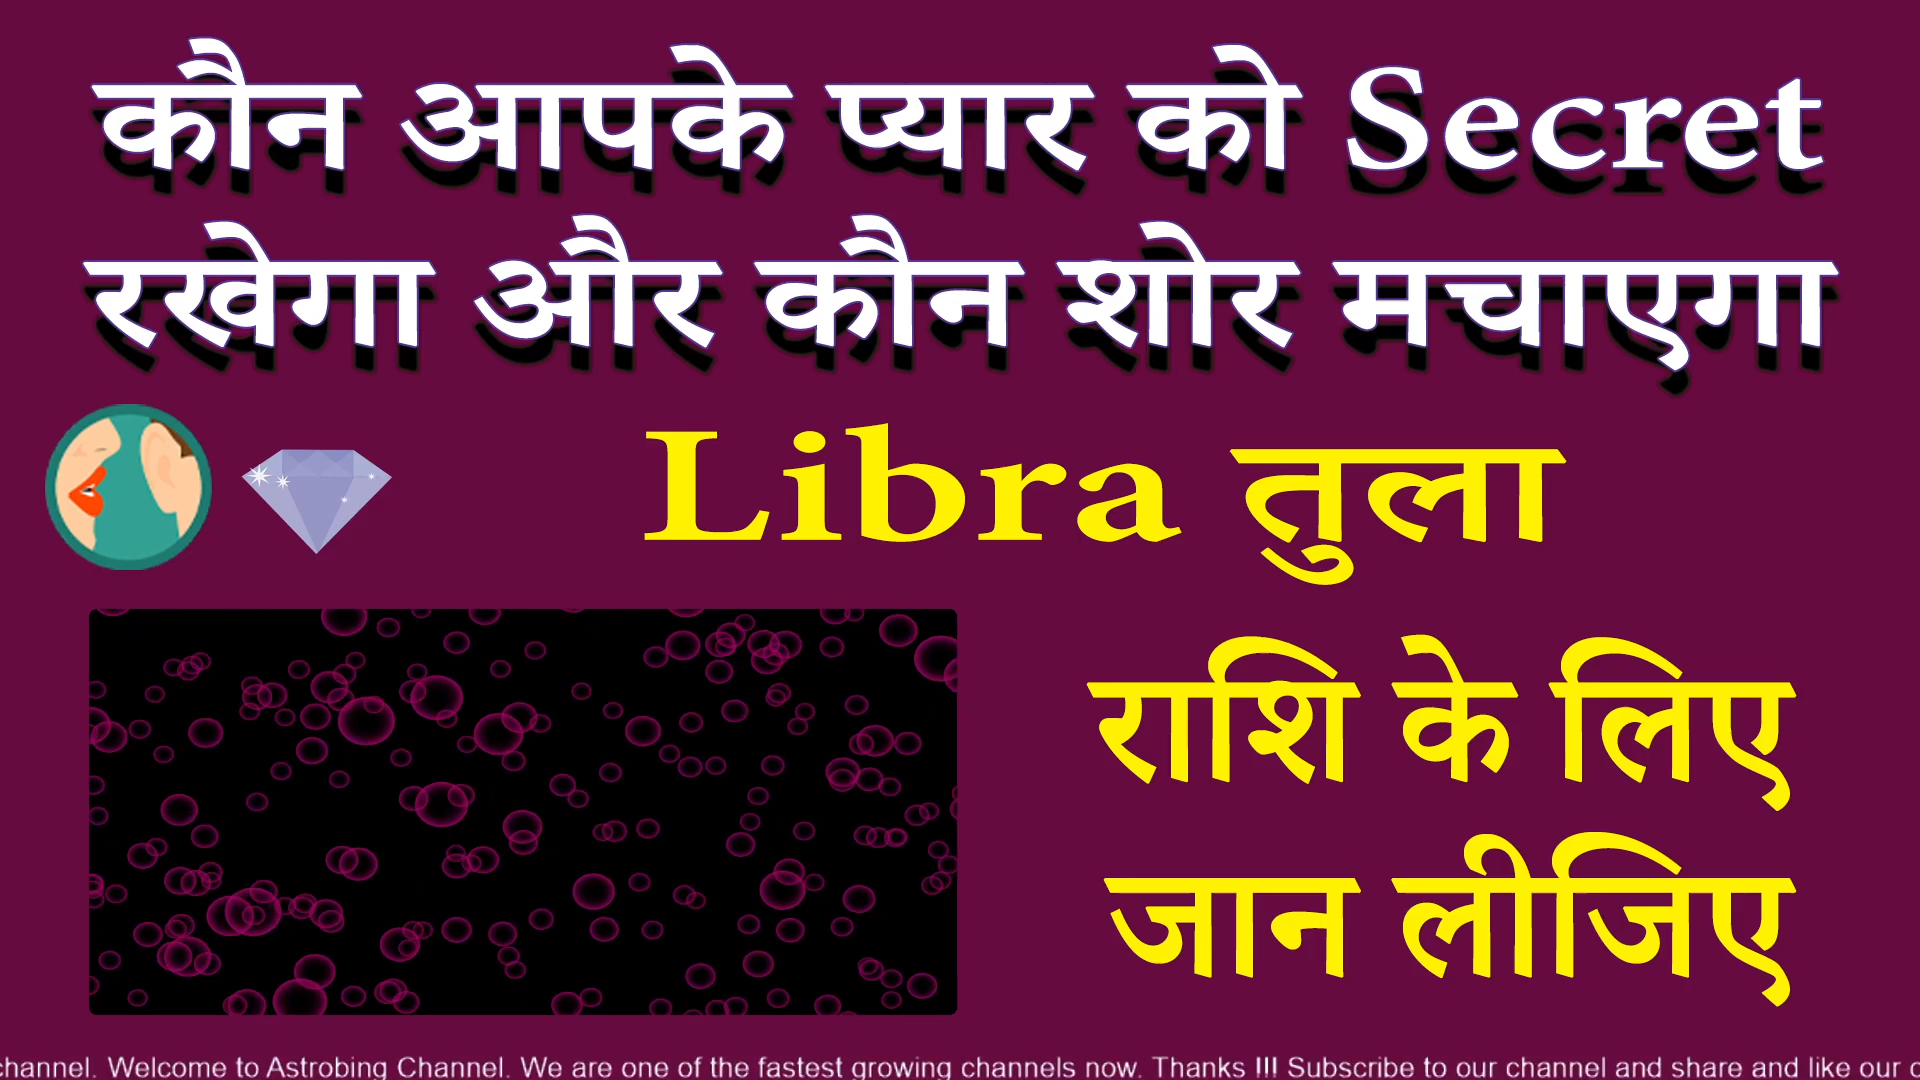 कौन आपके प्यार को Secret
रखेगा और कौन शोर मचाएगा
Libra तुला
राशि के लिए
जान लीजिए
channel. Welcome to Astrobing Channel. We are one of the fastest growing channels now. Thanks !!! Subscribe to our channel and share and like our